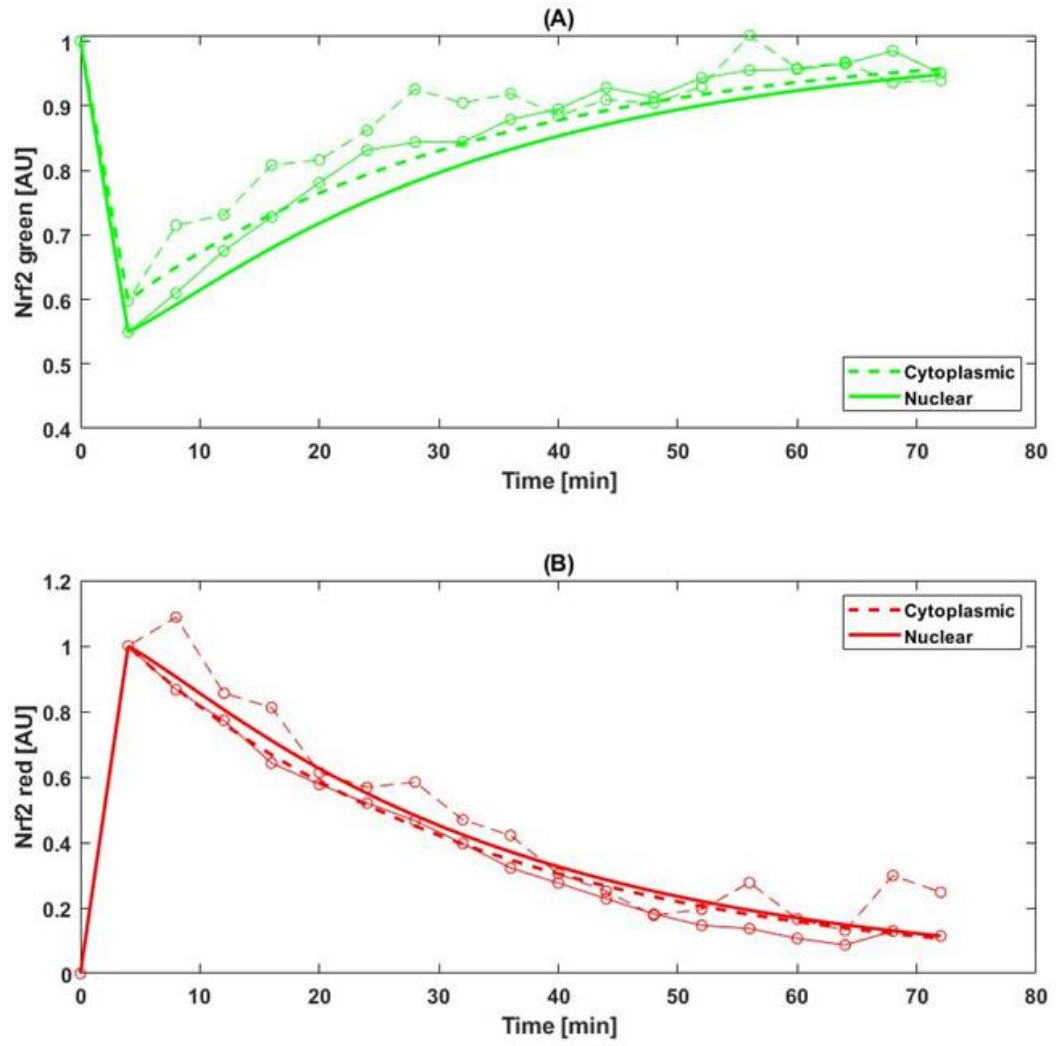 (A)
1
0.9
0.8
0.7
0.6
0.5
0.4
Nrf2 green [AU]
Cytoplasmic
Nuclear
0 10 20 30 40 50 60 70 80
Time [min]
(B)
1.2
1
0.8
0.6
0.4
0.2
0
Nrf2 red [AU]
Cytoplasmic
Nuclear
0 10 20 30 40 50 60 70 80
Time [min]